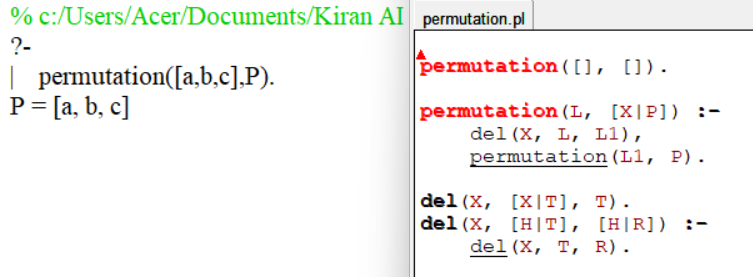 % c:/Users/Acer/Documents/Kiran AI
?-
| permutation([a,b,c],P).
P = [a, b, c]
permutation.pl
permutation([], []).
permutation(L, [X|P]) :-
del(X, L, L1),
permutation(L1, P).
del(X, [X|T], T).
del(X, [H|T], [H|R]) :-
del(X, T, R).